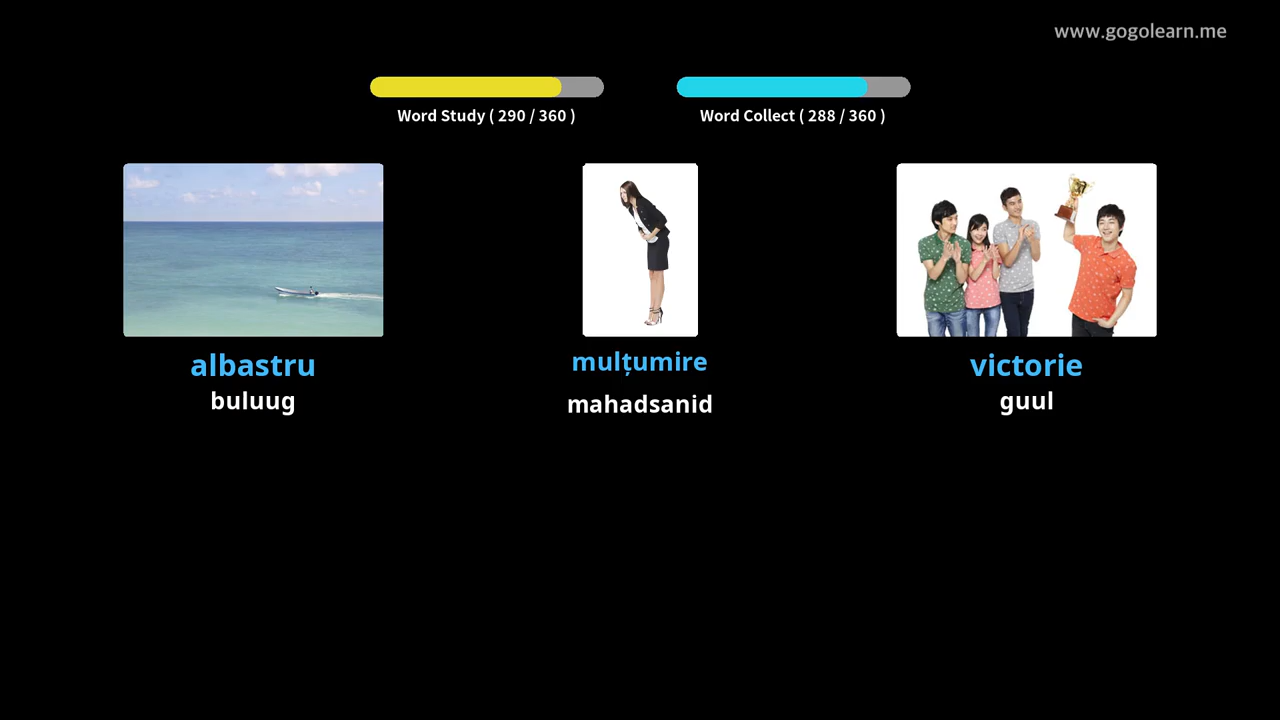 www.gogolearn.me
Word Study ( 290 / 360 )
Word Collect ( 288 / 360 )
albastru
buluug
mulțumire
mahadsanid
victorie
guul